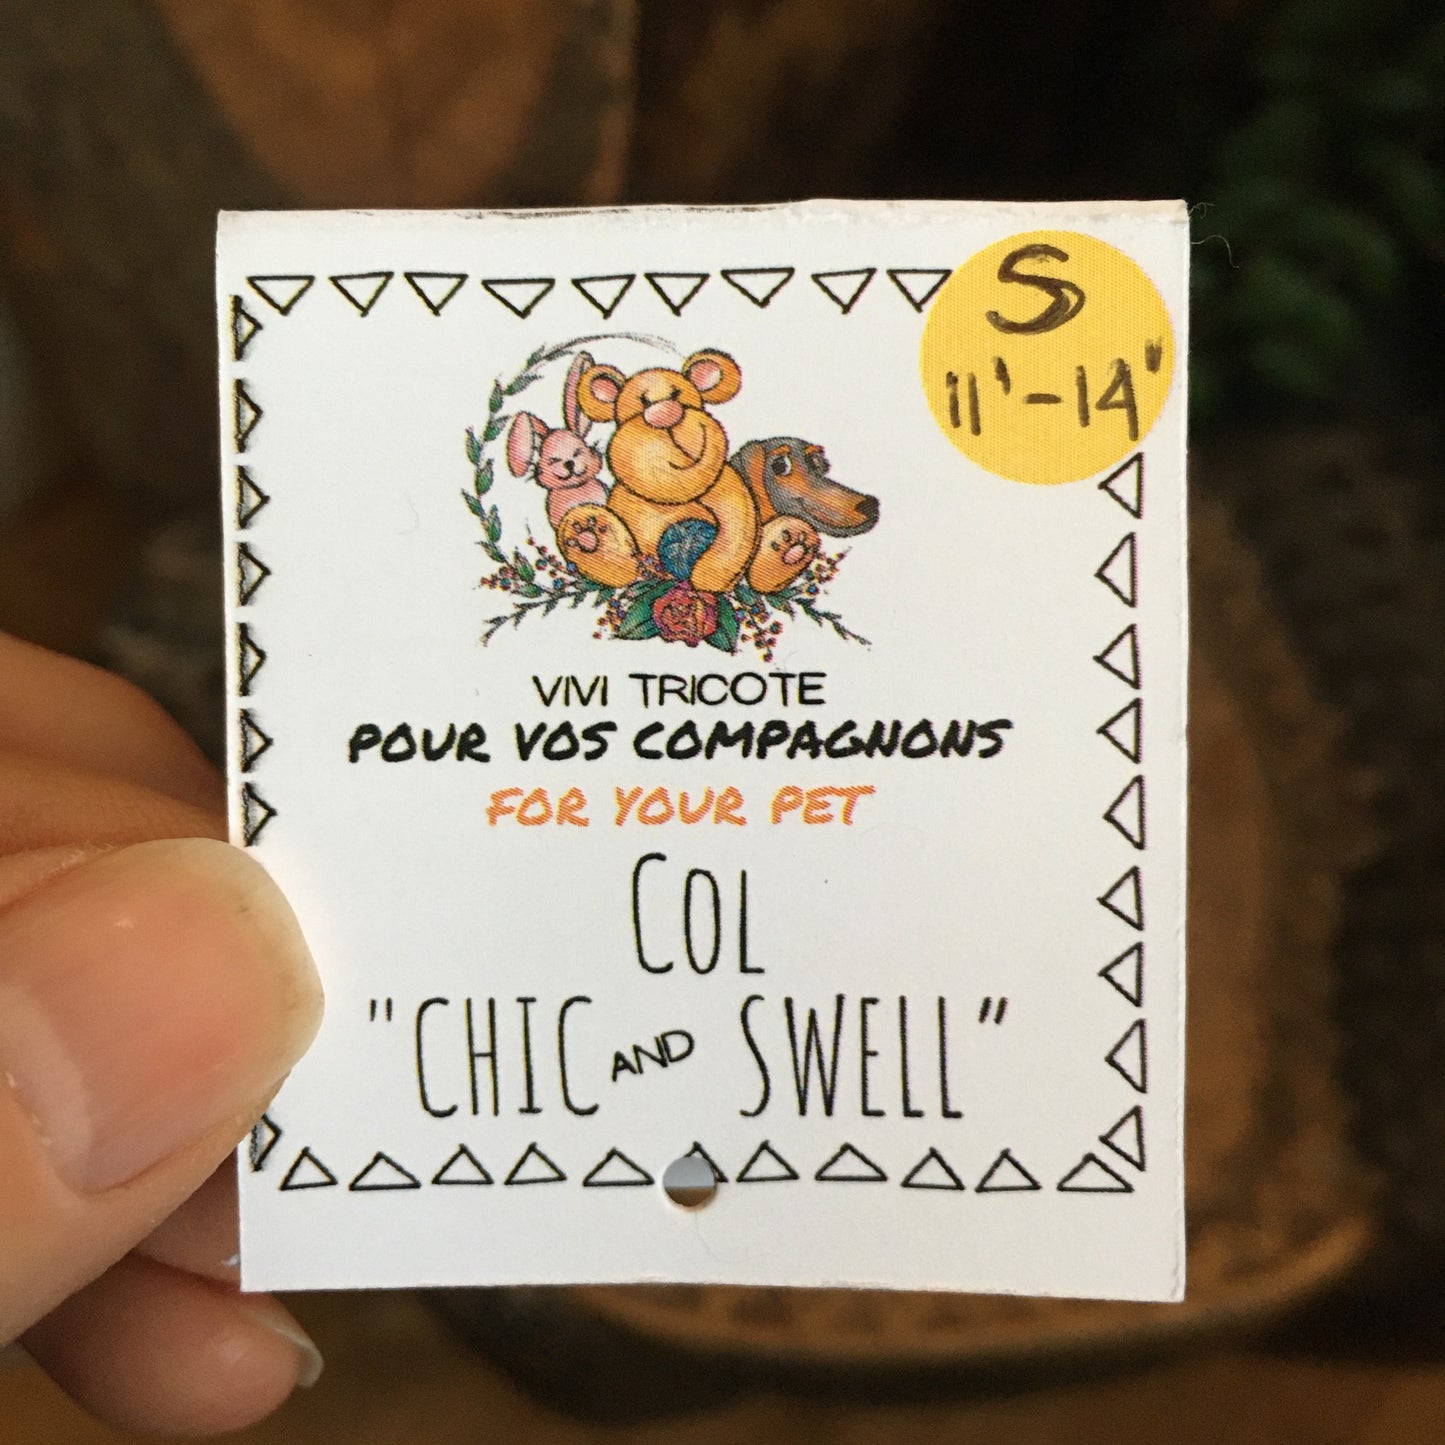 S
11'-14"
VIVI TRICOTE
POUR VOS COMPAGNONS
FOR YOUR PET
COL
"CHIC AND SWELL"